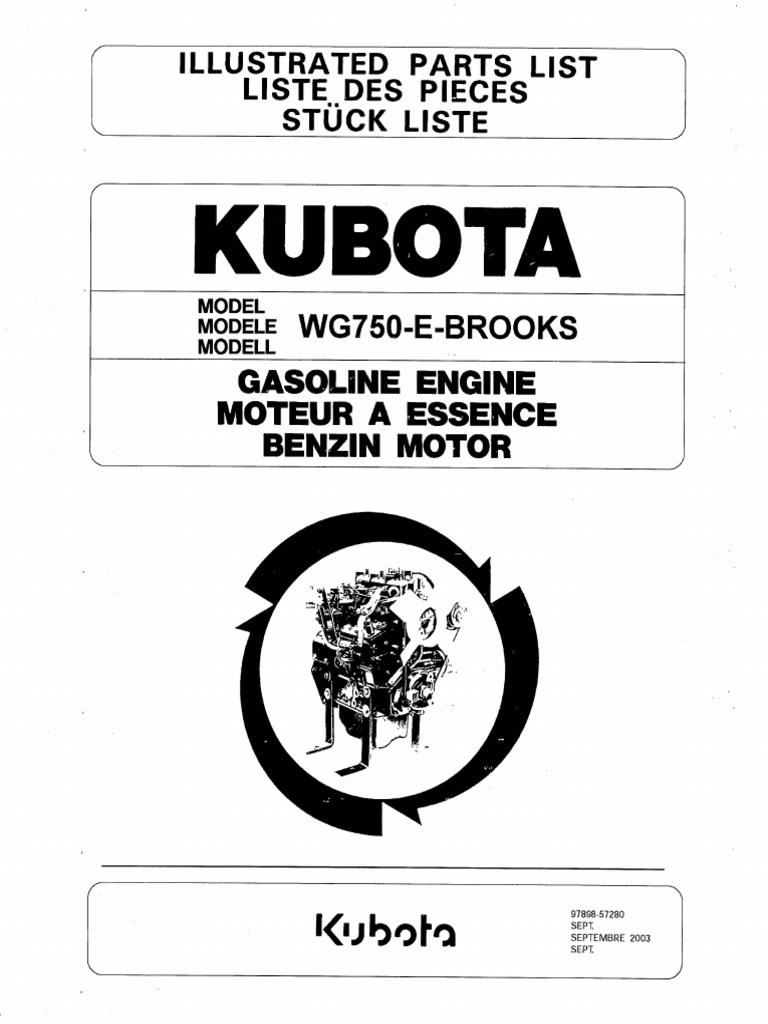 ILLUSTRATED PARTS LIST
LISTE DES PIECES
STÜCK LISTE
KUBOTA
MODEL
MODELE WG750-E-BROOKS
MODELL
GASOLINE ENGINE
MOTEUR A ESSENCE
BENZIN MOTOR
Kubota
97898-57280
SEPT.
SEPTEMBRE 2003
SEPT.